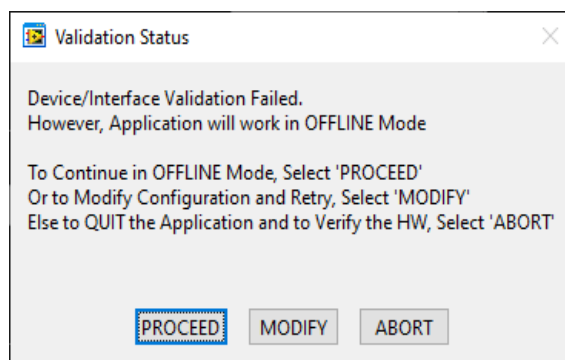 Validation Status
Device/Interface Validation Failed.
However, Application will work in OFFLINE Mode
To Continue in OFFLINE Mode, Select 'PROCEED'
Or to Modify Configuration and Retry, Select 'MODIFY'
Else to QUIT the Application and to Verify the HW, Select 'ABORT'
PROCEED MODIFY ABORT